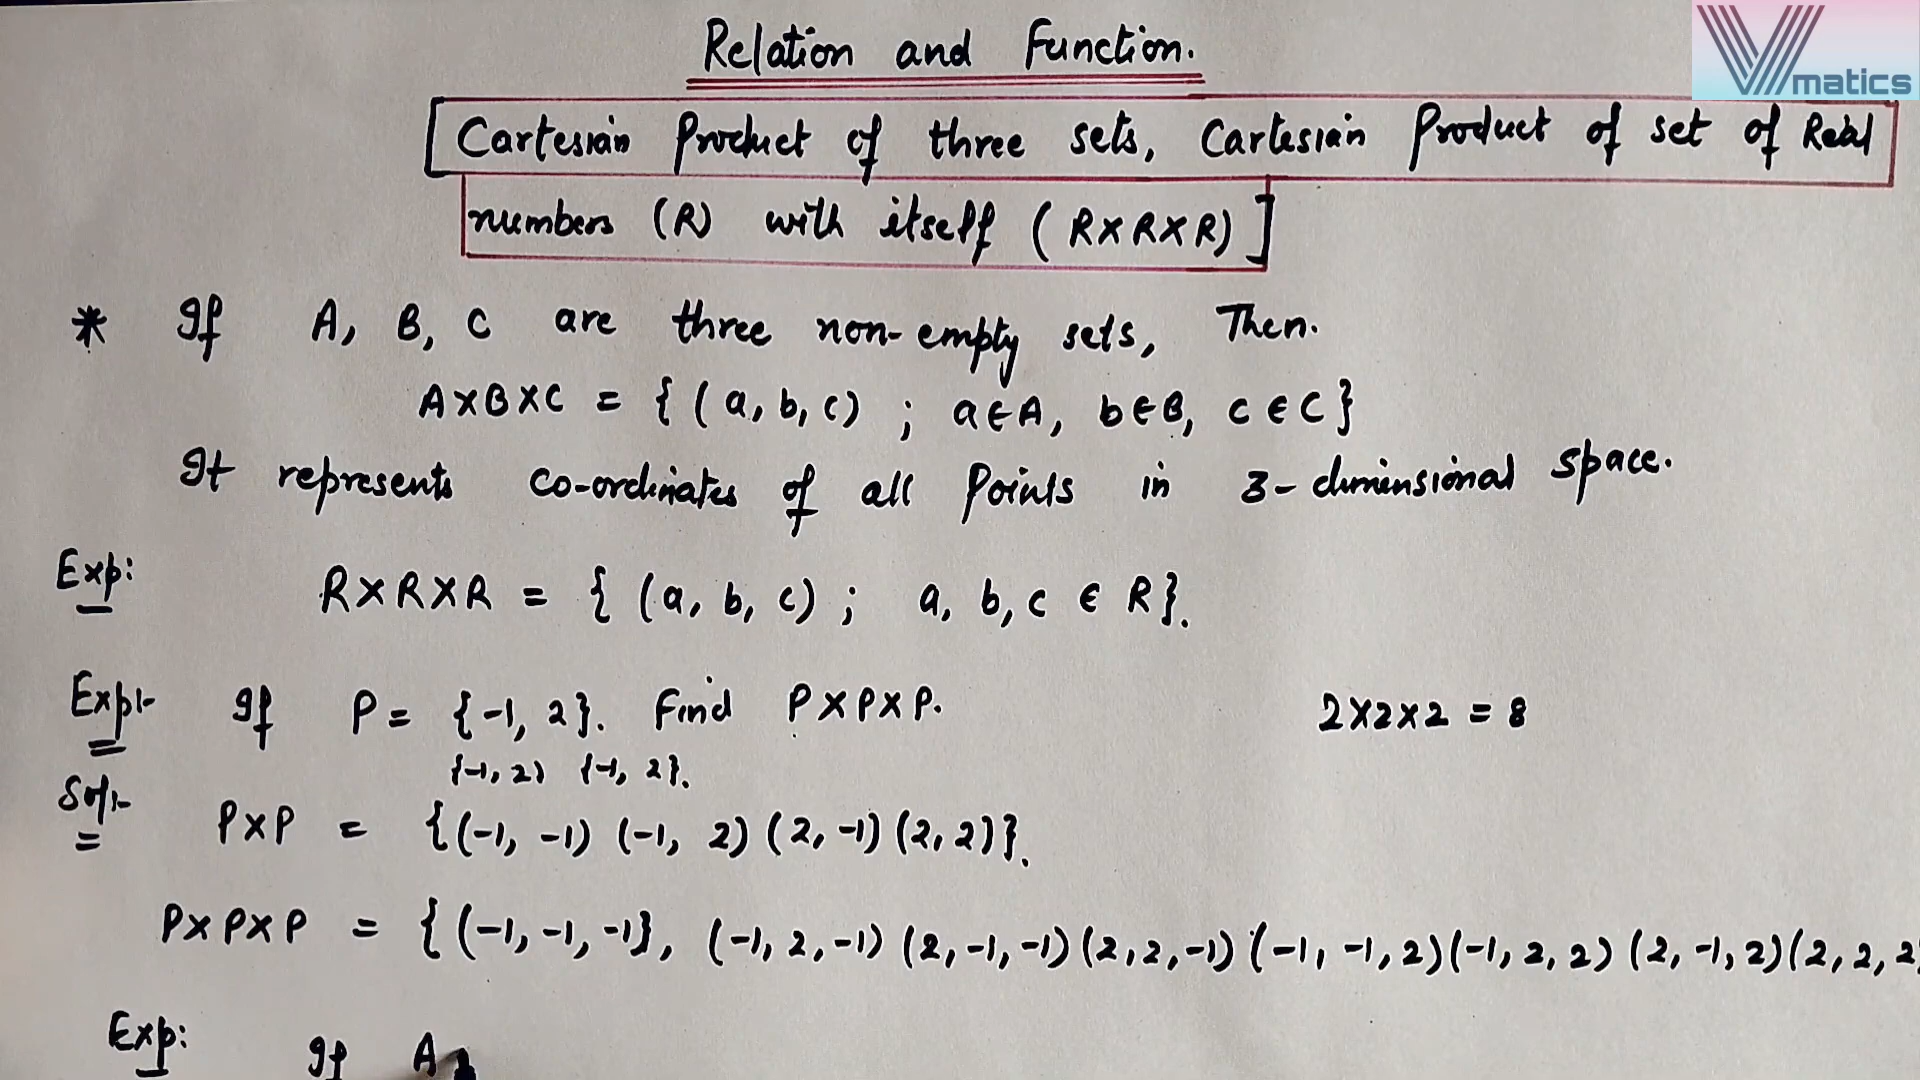 Relation and Function.
Vmatics
[Cartesian Product of three sets, Cartesian Product of set of Real
numbers (R) with itself (R×R×R)]
* If A, B, C are three non-empty sets, Then.
A×B×C = {(a, b, c) ; a∈A, b∈B, c∈C}
It represents co-ordinates of all Points in 3-dimensional space.
Exp: R×R×R = {(a, b, c) ; a, b, c ∈ R}.
Exp:- If P = {-1, 2}. Find P×P×P. 2×2×2 = 8
{-1, 2} {-1, 2}.
Sol:- P×P = {(-1, -1) (-1, 2) (2, -1) (2, 2)}.
P×P×P = {(-1, -1, -1}, (-1, 2, -1) (2, -1, -1) (2, 2, -1) (-1, -1, 2) (-1, 2, 2) (2, -1, 2) (2, 2, 2
Exp: If A